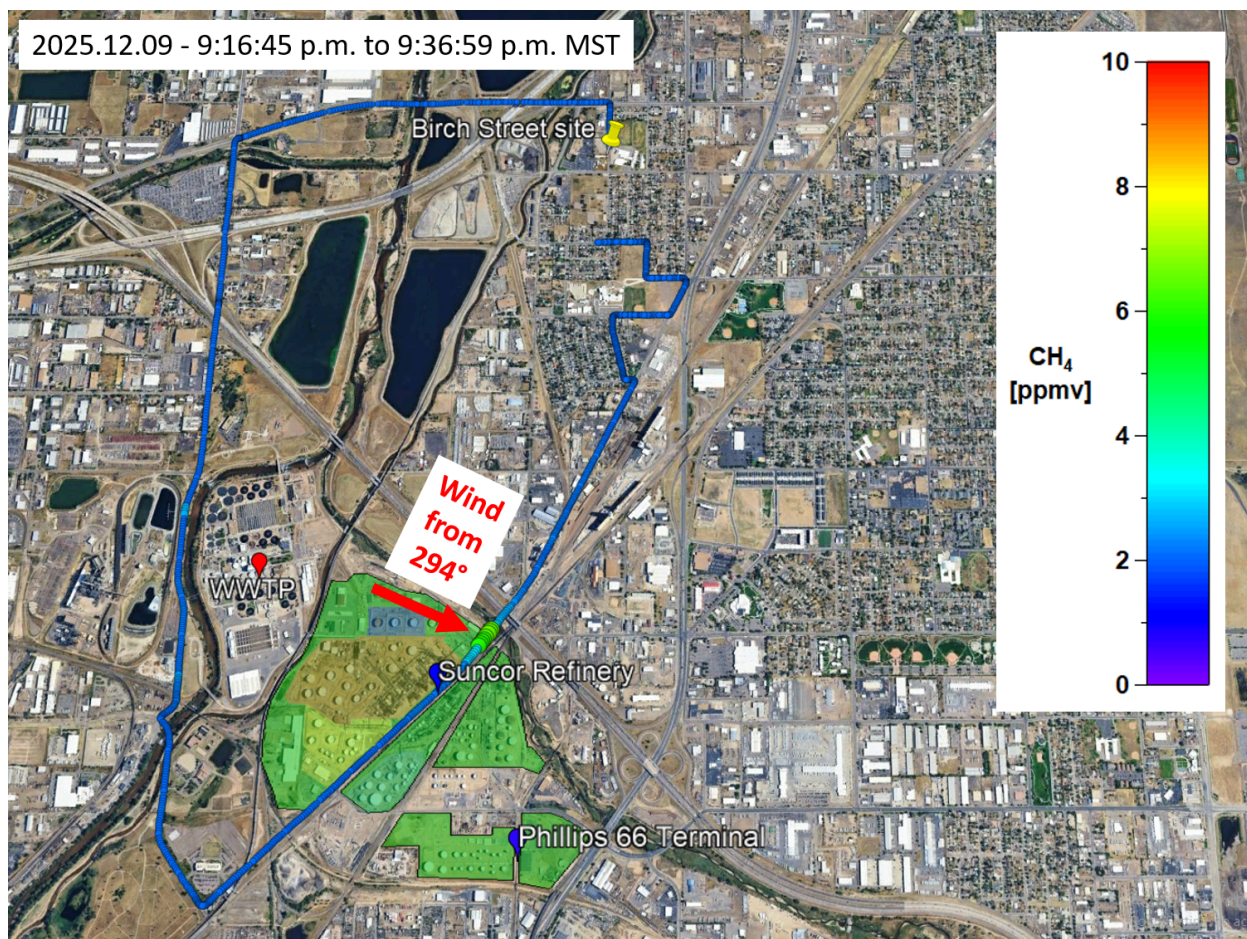 2025.12.09 - 9:16:45 p.m. to 9:36:59 p.m. MST
Birch Street site
10
8
6
CH₄
[ppmv]
4
2
0
Wind
from
294°
WWTP
Suncor Refinery
Phillips 66 Terminal